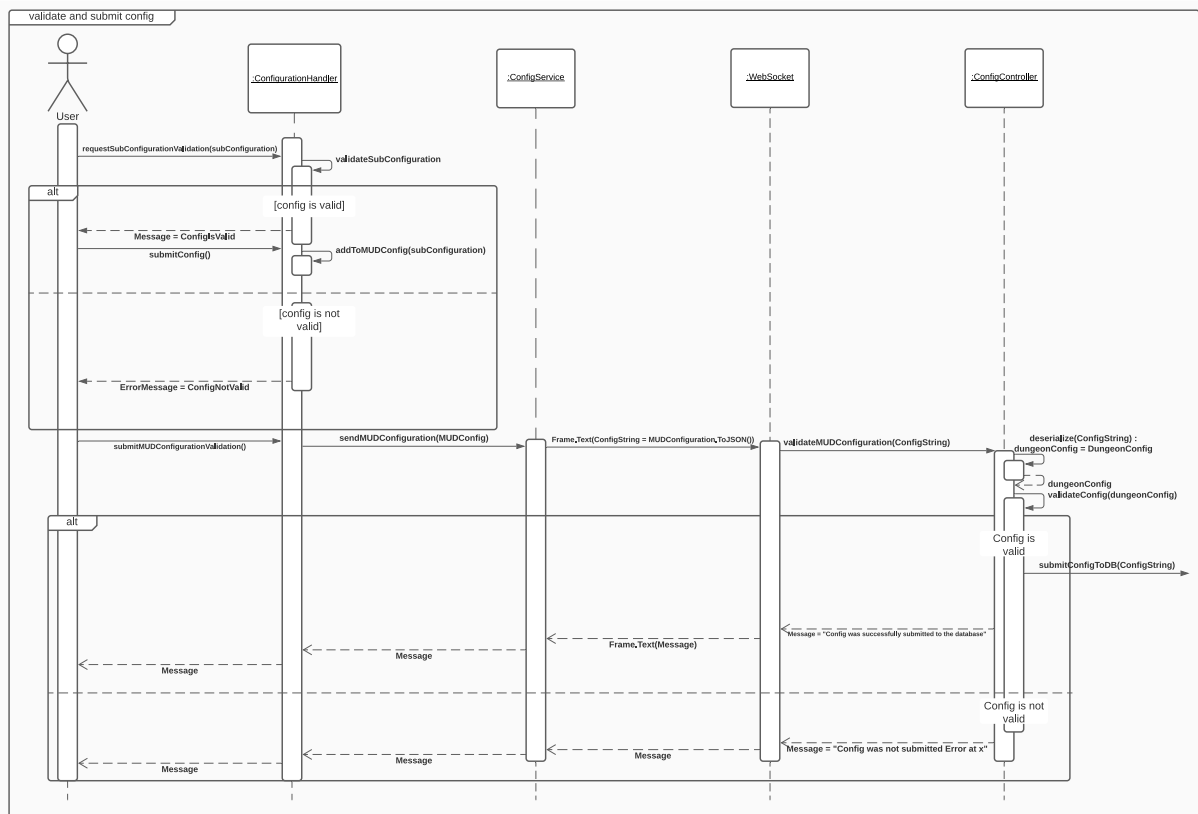 validate and submit config
:ConfigurationHandler
:ConfigService
:WebSocket
:ConfigController
User
requestSubConfigurationValidation(subConfiguration)
validateSubConfiguration
alt
[config is valid]
Message = ConfigIsValid
submitConfig()
addToMUDConfig(subConfiguration)
[config is not
valid]
ErrorMessage = ConfigNotValid
submitMUDConfigurationValidation()
sendMUDConfiguration(MUDConfig)
Frame.Text(ConfigString = MUDConfiguration.ToJSON())
validateMUDConfiguration(ConfigString)
deserialize(ConfigString) :
dungeonConfig = DungeonConfig
dungeonConfig
validateConfig(dungeonConfig)
alt
Config is
valid
submitConfigToDB(ConfigString)
Message = "Config was successfully submitted to the database"
Frame.Text(Message)
Message
Message
Config is not
valid
Message = "Config was not submitted Error at x"
Message
Message
Message